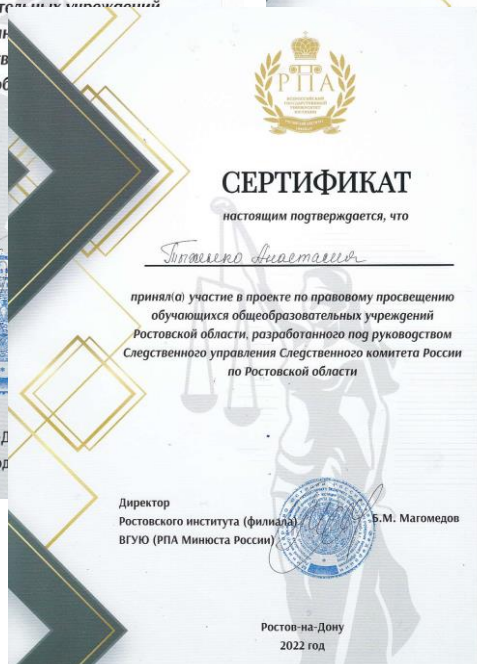 тельных учреждений
РПА
СЕРТИФИКАТ
настоящим подтверждается, что
Анастасия
принял(а) участие в проекте по правовому просвещению
обучающихся общеобразовательных учреждений
Ростовской области, разработанного под руководством
Следственного управления Следственного комитета России
по Ростовской области
Директор
Ростовского института (филиала)
Б.М. Магомедов
ВГУЮ (РПА Минюста России)
Ростов-на-Дону
2022 год